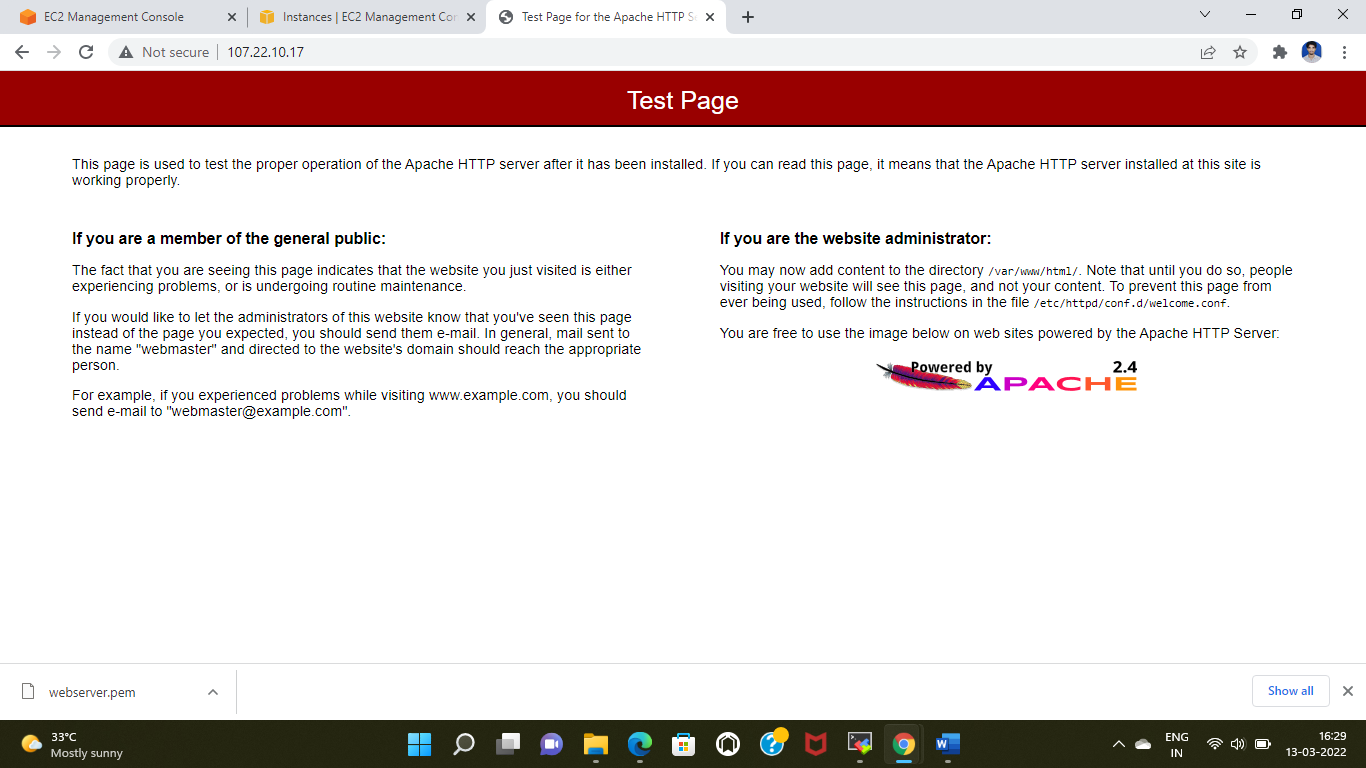 EC2 Management Console
Instances | EC2 Management Cor
Test Page for the Apache HTTP S
Not secure
107.22.10.17
Test Page
This page is used to test the proper operation of the Apache HTTP server after it has been installed. If you can read this page, it means that the Apache HTTP server installed at this site is
working properly.
If you are a member of the general public:
The fact that you are seeing this page indicates that the website you just visited is either
experiencing problems, or is undergoing routine maintenance.
If you would like to let the administrators of this website know that you've seen this page
instead of the page you expected, you should send them e-mail. In general, mail sent to
the name "webmaster" and directed to the website's domain should reach the appropriate
person.
For example, if you experienced problems while visiting www.example.com, you should
send e-mail to "webmaster@example.com".
If you are the website administrator:
You may now add content to the directory /var/www/html/. Note that until you do so, people
visiting your website will see this page, and not your content. To prevent this page from
ever being used, follow the instructions in the file /etc/httpd/conf.d/welcome.conf.
You are free to use the image below on web sites powered by the Apache HTTP Server:
Powered by 2.4
APACHE
webserver.pem
Show all
33°C
Mostly sunny
ENG
IN
16:29
13-03-2022